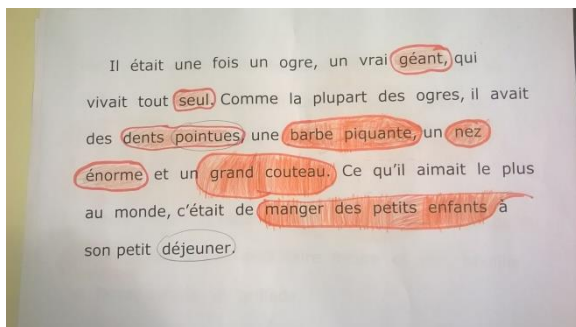 Il était une fois un ogre, un vrai géant, qui
vivait tout seul. Comme la plupart des ogres, il avait
des dents pointues, une barbe piquante, un nez
énorme et un grand couteau. Ce qu'il aimait le plus
au monde, c'était de manger des petits enfants à
son petit déjeuner.